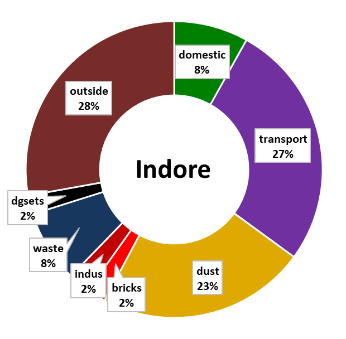 domestic
8%
transport
27%
dust
23%
bricks
2%
indus
2%
waste
8%
dgsets
2%
outside
28%
Indore